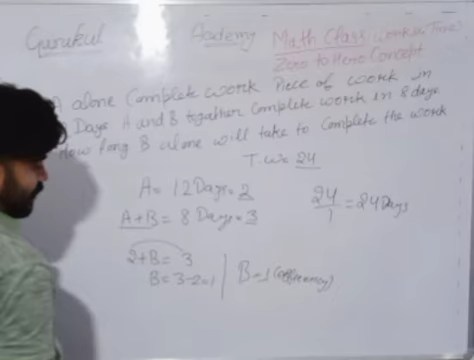 Gurukul Academy Math Class work n Time
Zero to Hero Concept
A alone Complete work Piece of work in
Days A and B together Complete work in 8 days
How long B alone will take to Complete the work
T.W = 24
A = 12 Days = 2
A+B = 8 Days = 3
24/1 = 24 Days
2+B = 3
B = 3-2=1
B=1 (efficiency)